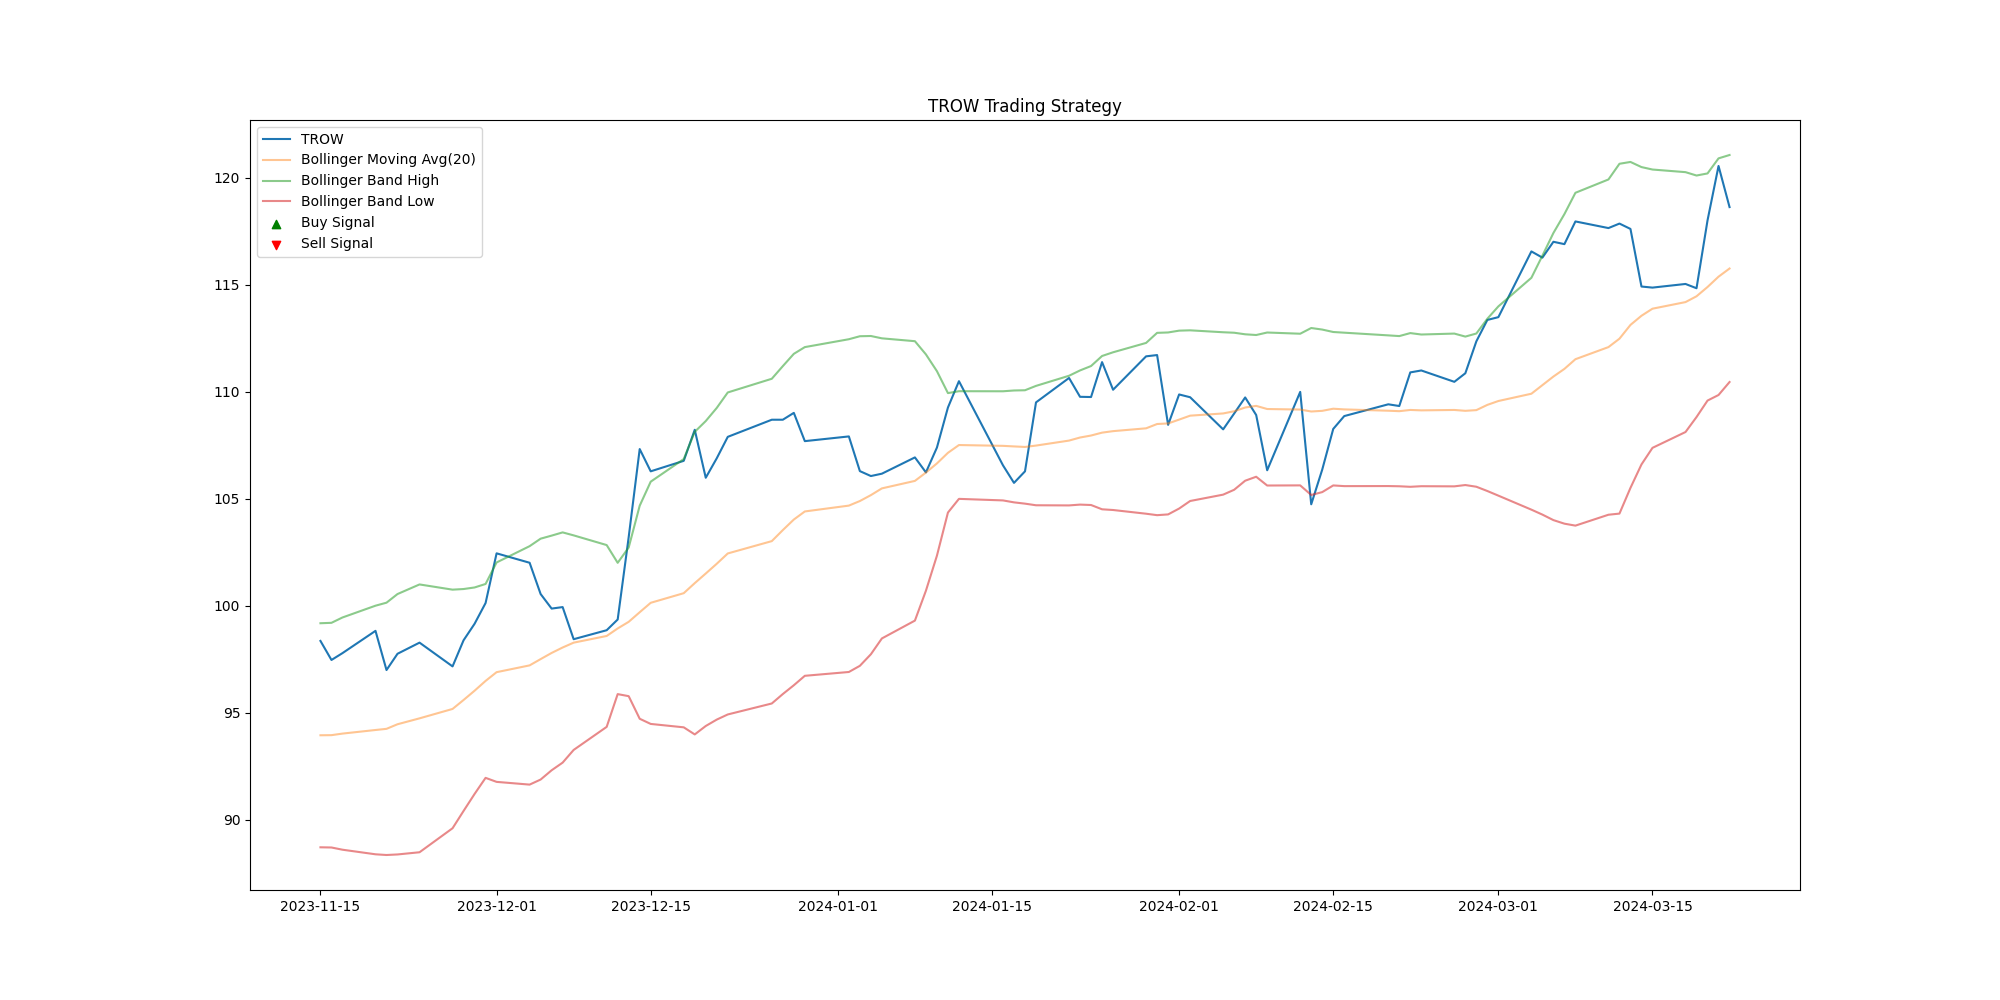 TROW Trading Strategy
TROW
Bollinger Moving Avg(20)
Bollinger Band High
Bollinger Band Low
Buy Signal
Sell Signal
120
115
110
105
100
95
90
2023-11-15 2023-12-01 2023-12-15 2024-01-01 2024-01-15 2024-02-01 2024-02-15 2024-03-01 2024-03-15